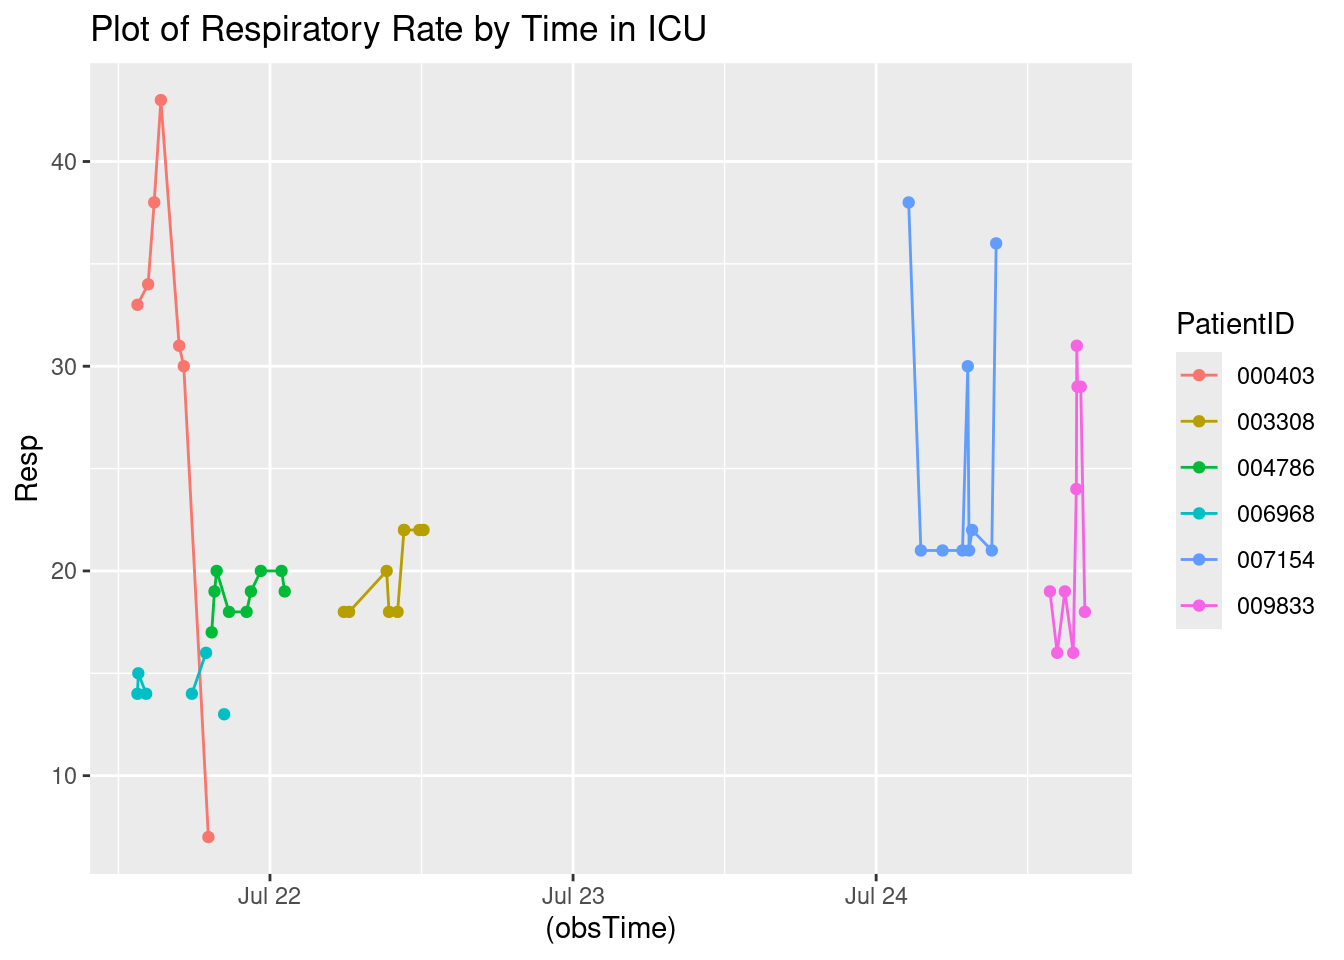 Plot of Respiratory Rate by Time in ICU
40
30
20
10
Resp
Jul 22
Jul 23
Jul 24
(obsTime)
PatientID
000403
003308
004786
006968
007154
009833